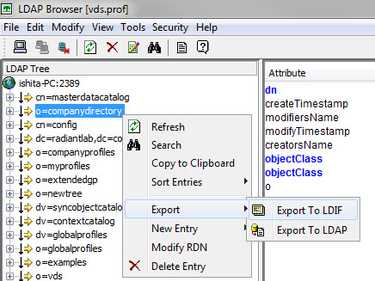 LDAP Browser [vds.prof]
File Edit Modify View Tools Security Help
LDAP Tree
ishita-PC:2389
cn=masterdatacatalog
o=companydirectory
cn=config
dc=radiantlab,dc=co
o=companyprofiles
o=myprofiles
o=extendedgp
o=newtree
dv=syncobjectcatalog
dv=contextcatalog
dv=globalprofiles
o=globalprofiles
o=examples
o=vds
Refresh
Search
Copy to Clipboard
Sort Entries
Export
New Entry
Modify RDN
Delete Entry
Export To LDIF
Export To LDAP
Attribute
dn
createTimestamp
modifiersName
modifyTimestamp
creatorsName
objectClass
objectClass
o